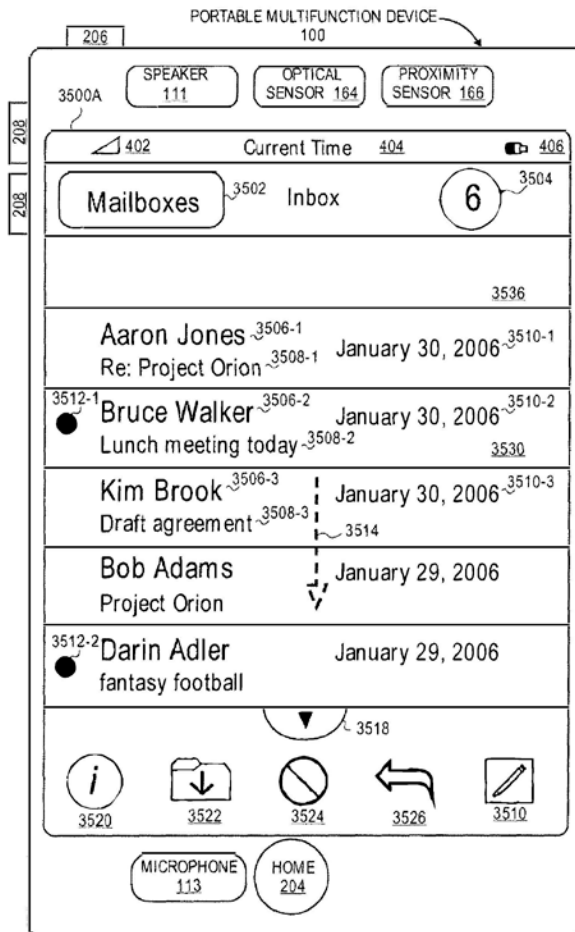 PORTABLE MULTIFUNCTION DEVICE
100
206
SPEAKER
111
OPTICAL
SENSOR 164
PROXIMITY
SENSOR 166
3500A
208
208
402
Current Time
404
406
Mailboxes
3502
Inbox
6
3504
3536
Aaron Jones 3506-1
January 30, 2006 3510-1
Re: Project Orion 3508-1
3512-1
Bruce Walker 3506-2
January 30, 2006 3510-2
Lunch meeting today 3508-2
3530
Kim Brook 3506-3
January 30, 2006 3510-3
Draft agreement 3508-3
3514
Bob Adams
January 29, 2006
Project Orion
3512-2
Darin Adler
January 29, 2006
fantasy football
3518
i
3520
3522
3524
3526
3510
MICROPHONE
113
HOME
204